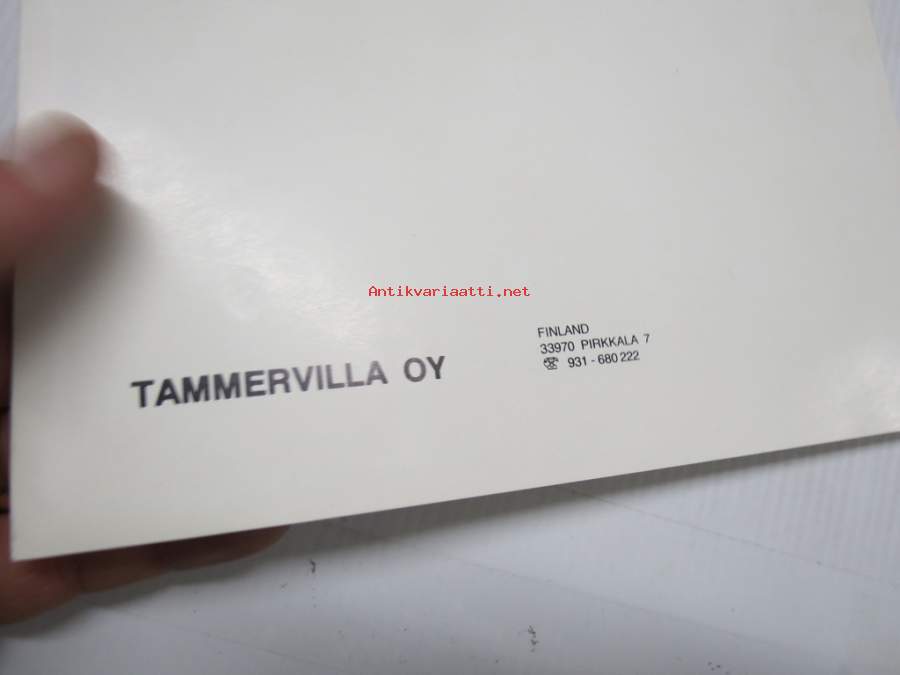 Antikvariaatti.net
FINLAND
33970 PIRKKALA 7
☎ 931 - 680 222
TAMMERVILLA OY